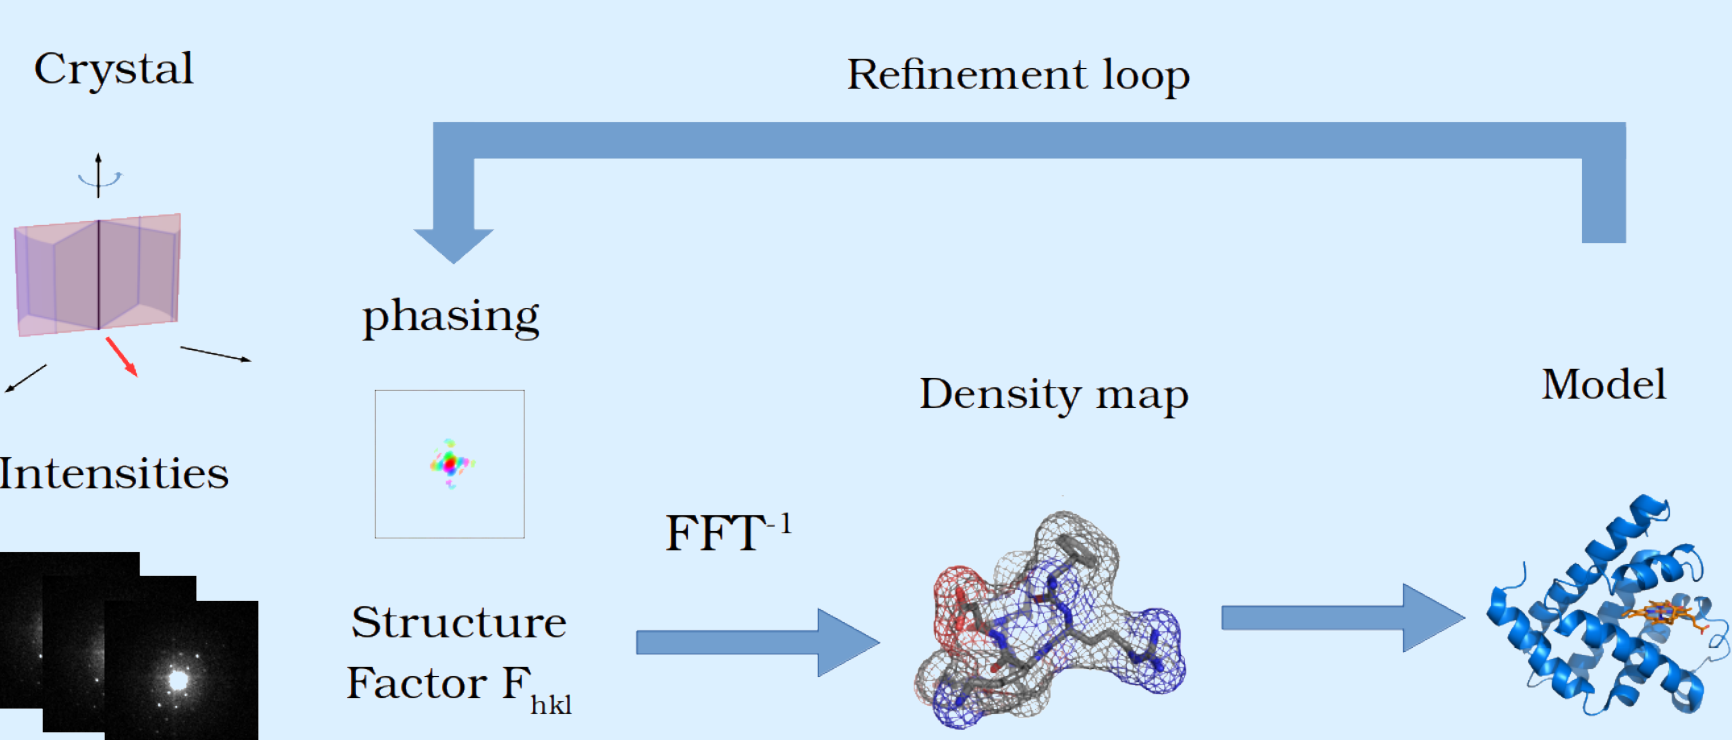 Crystal
Refinement loop
phasing
Density map
Model
Intensities
FFT-1
Structure
Factor Fhkl